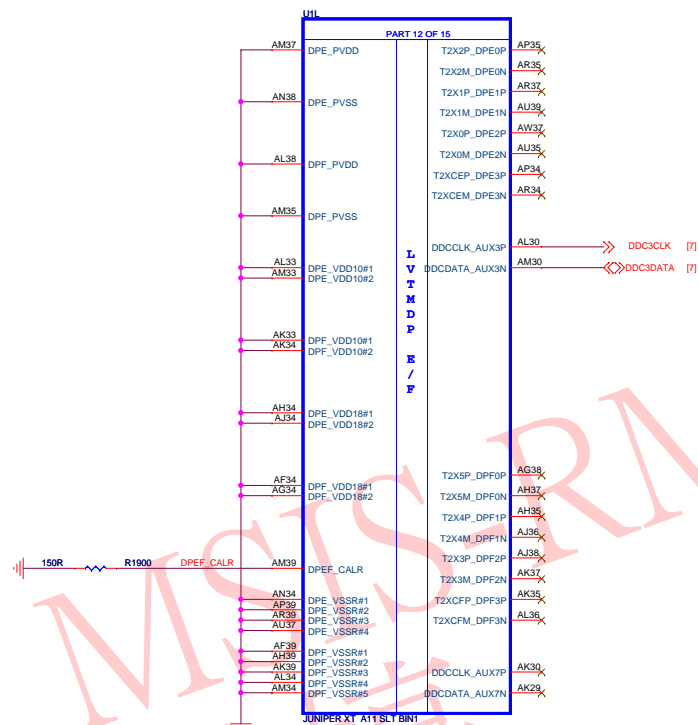 U1L
PART 12 OF 15
AM37 DPE_PVDD
AN38 DPE_PVSS
AL38 DPF_PVDD
AM35 DPF_PVSS
AL33 DPE_VDD10#1
AM33 DPE_VDD10#2
AK33 DPF_VDD10#1
AK34 DPF_VDD10#2
AH34 DPE_VDD18#1
AJ34 DPE_VDD18#2
AF34 DPF_VDD18#1
AG34 DPF_VDD18#2
150R R1900 DPEF_CALR AM39 DPEF_CALR
AN34 DPE_VSSR#1
AP39 DPE_VSSR#2
AR39 DPE_VSSR#3
AU37 DPE_VSSR#4
AF39 DPF_VSSR#1
AH39 DPF_VSSR#2
AK39 DPF_VSSR#3
AL34 DPF_VSSR#4
AM34 DPF_VSSR#5
LVTMDP E/F
T2X2P_DPE0P AP35
T2X2M_DPE0N AR35
T2X1P_DPE1P AR37
T2X1M_DPE1N AU39
T2X0P_DPE2P AW37
T2X0M_DPE2N AU35
T2XCEP_DPE3P AP34
T2XCEM_DPE3N AR34
DDCCLK_AUX3P AL30 DDC3CLK [7]
DDCDATA_AUX3N AM30 DDC3DATA [7]
T2X5P_DPF0P AG38
T2X5M_DPF0N AH37
T2X4P_DPF1P AH35
T2X4M_DPF1N AJ36
T2X3P_DPF2P AJ38
T2X3M_DPF2N AK37
T2XCFP_DPF3P AK35
T2XCFM_DPF3N AL36
DDCCLK_AUX7P AK30
DDCDATA_AUX7N AK29
JUNIPER XT A11 SLT BIN1